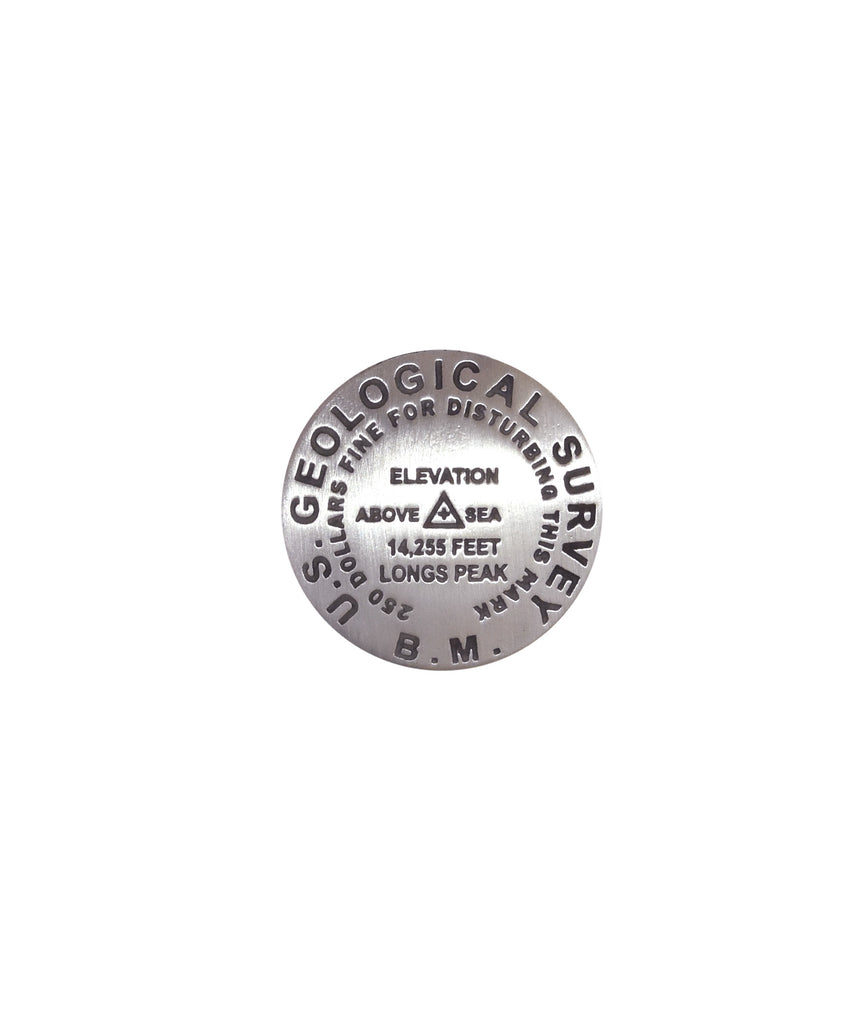 U.S. GEOLOGICAL SURVEY
250 DOLLARS FINE FOR DISTURBING THIS MARK
ELEVATION
ABOVE SEA
14,255 FEET
LONGS PEAK
B.M.